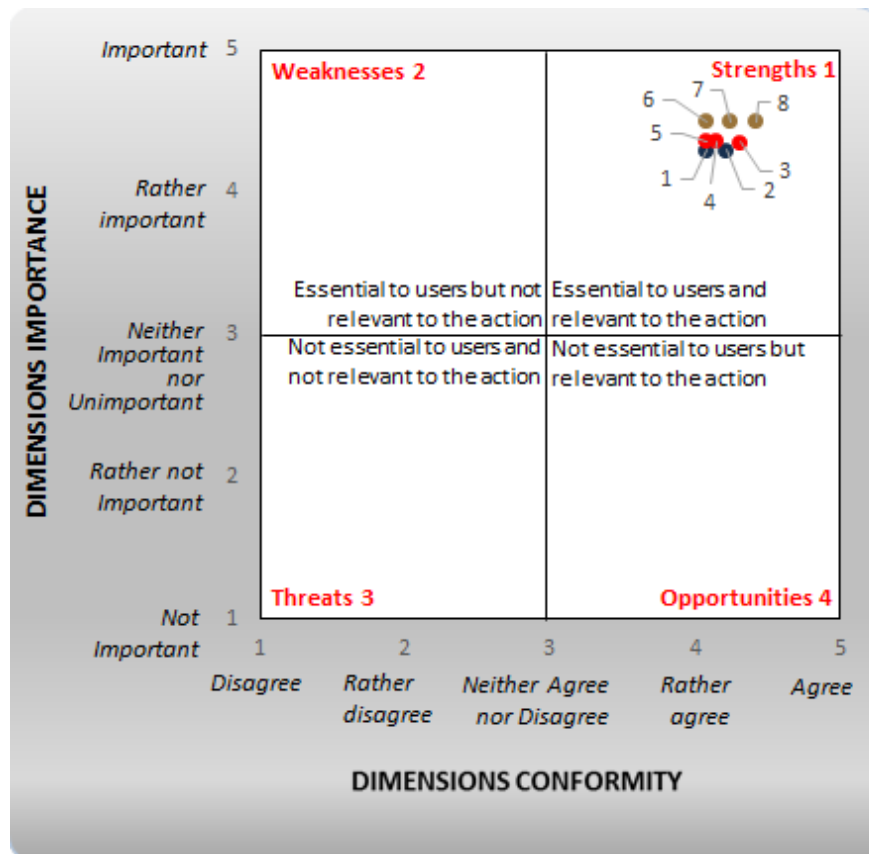 Important 5
Weaknesses 2
Strengths 1
7
6
8
5
1
4
2
3
Rather
important
4
DIMENSIONS IMPORTANCE
Essential to users but not
relevant to the action
Essential to users and
relevant to the action
Neither
Important
nor
Unimportant
3
Not essential to users and
not relevant to the action
Not essential to users but
relevant to the action
Rather not
Important
2
Threats 3
Opportunities 4
Not
Important
1
1 2 3 4 5
Disagree
Rather
disagree
Neither Agree
nor Disagree
Rather
agree
Agree
DIMENSIONS CONFORMITY